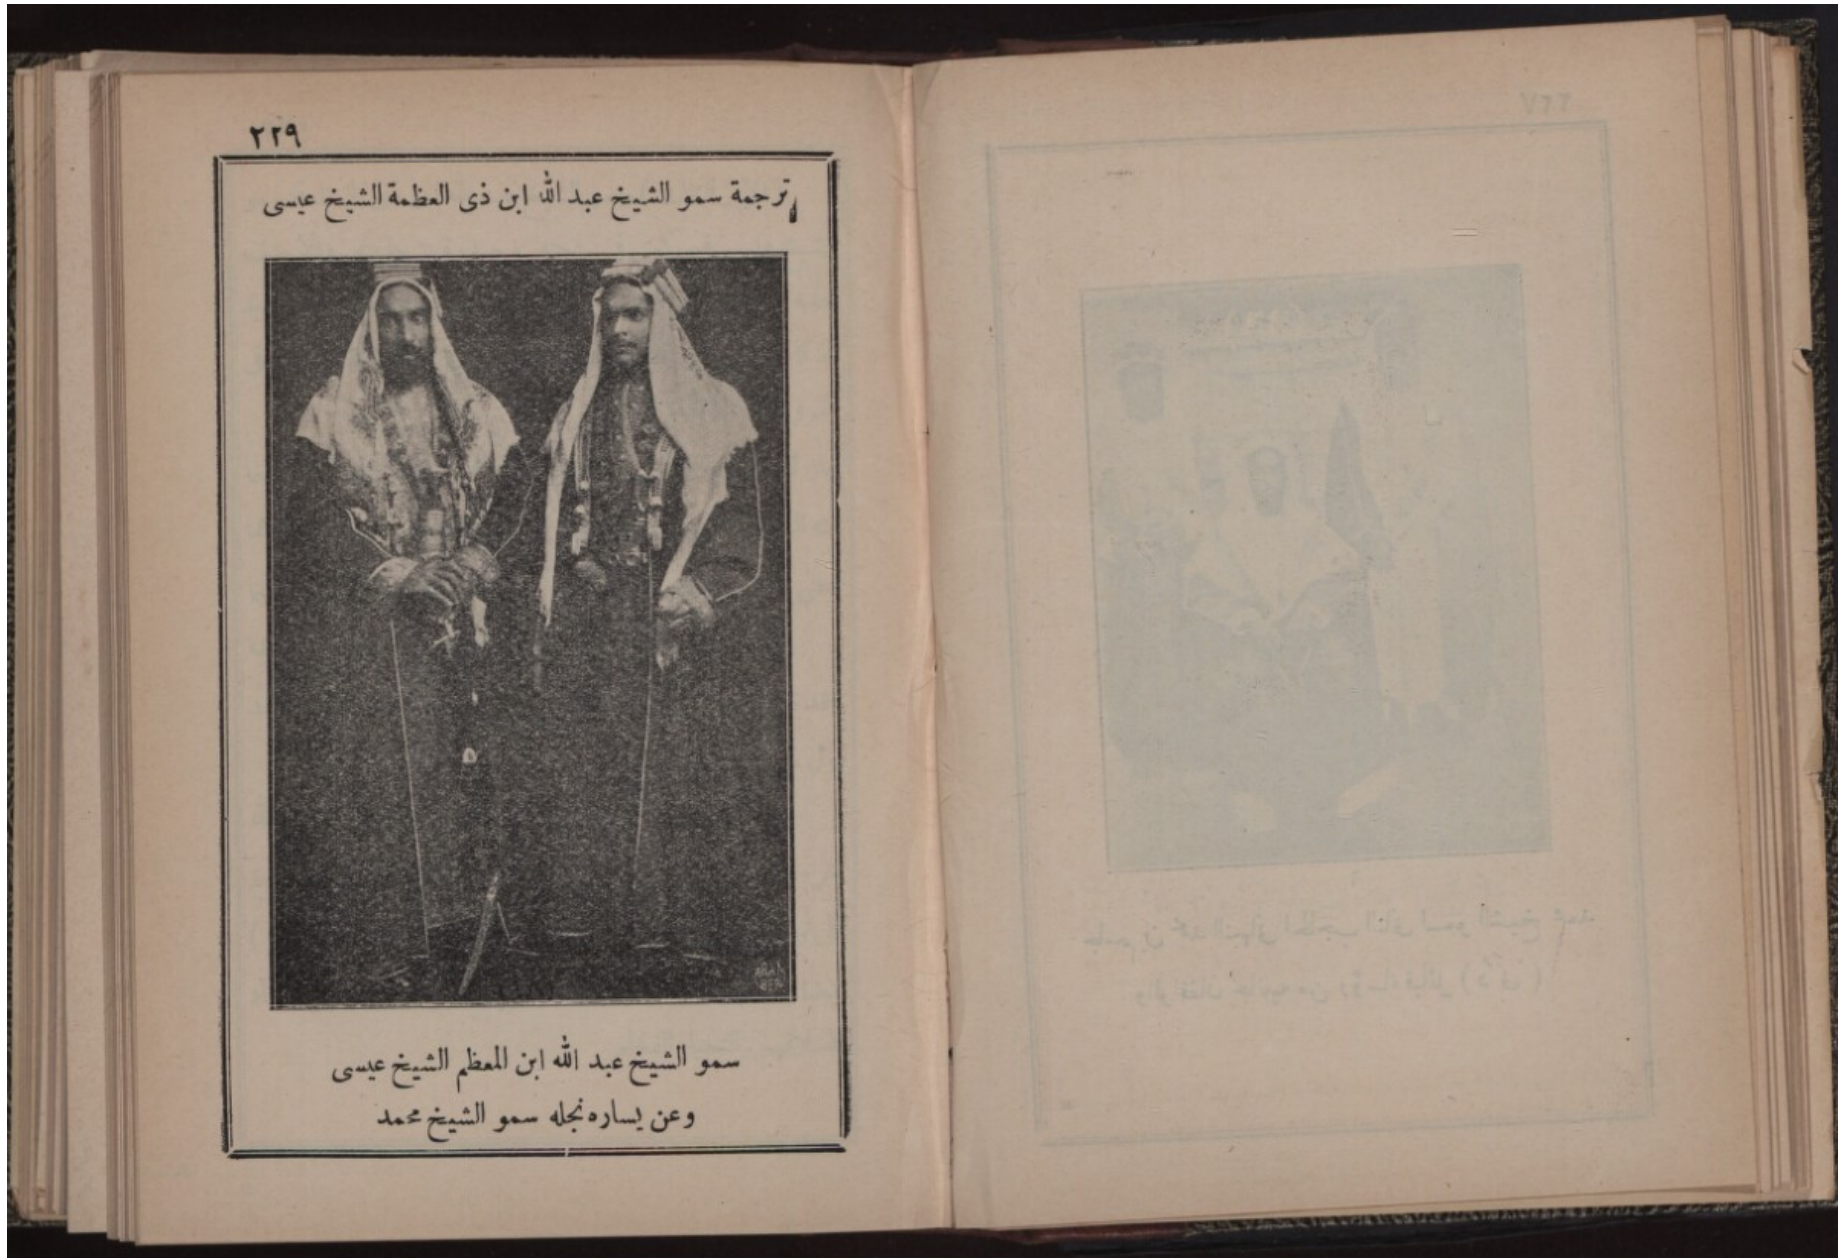 ٢٢٩
ترجمة سمو الشيخ عبد الله ابن ذى العظمة الشيخ عيسى
سمو الشيخ عبد الله ابن المعظم الشيخ عيسى
وعن يساره نجله سمو الشيخ محمد